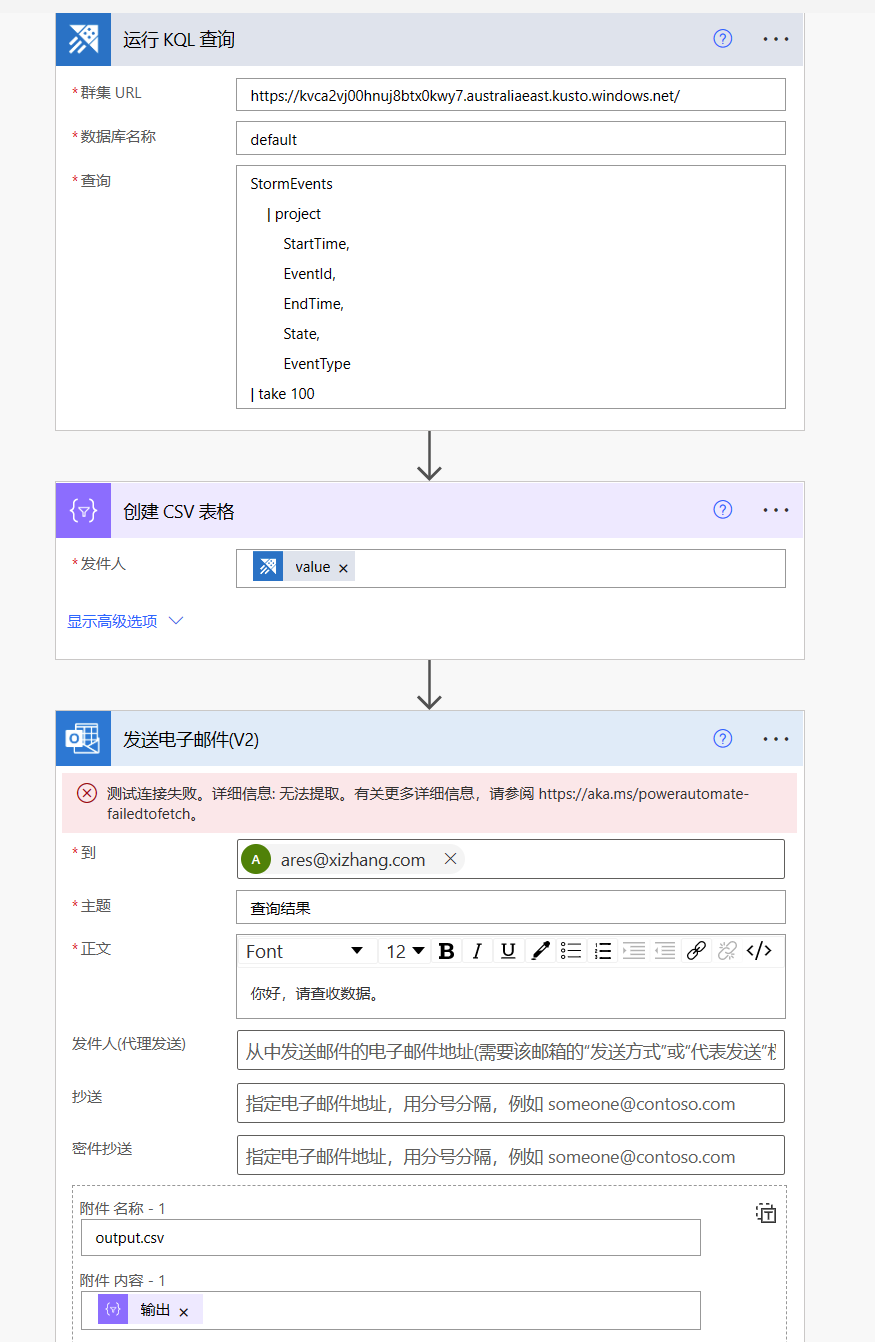 运行 KQL 查询
*群集 URL
https://kvca2vj00hnuj8btx0kwy7.australiaeast.kusto.windows.net/
*数据库名称
default
*查询
StormEvents
| project
StartTime,
EventId,
EndTime,
State,
EventType
| take 100
创建 CSV 表格
*发件人
value
显示高级选项
发送电子邮件(V2)
测试连接失败。详细信息: 无法提取。有关更多详细信息，请参阅 https://aka.ms/powerautomate-
failedtofetch。
*到
A ares@xizhang.com
*主题
查询结果
*正文
Font 12 B I U
你好，请查收数据。
发件人(代理发送)
从中发送邮件的电子邮件地址(需要该邮箱的“发送方式”或“代表发送”
抄送
指定电子邮件地址，用分号分隔，例如 someone@contoso.com
密件抄送
指定电子邮件地址，用分号分隔，例如 someone@contoso.com
附件 名称 - 1
output.csv
附件 内容 - 1
输出